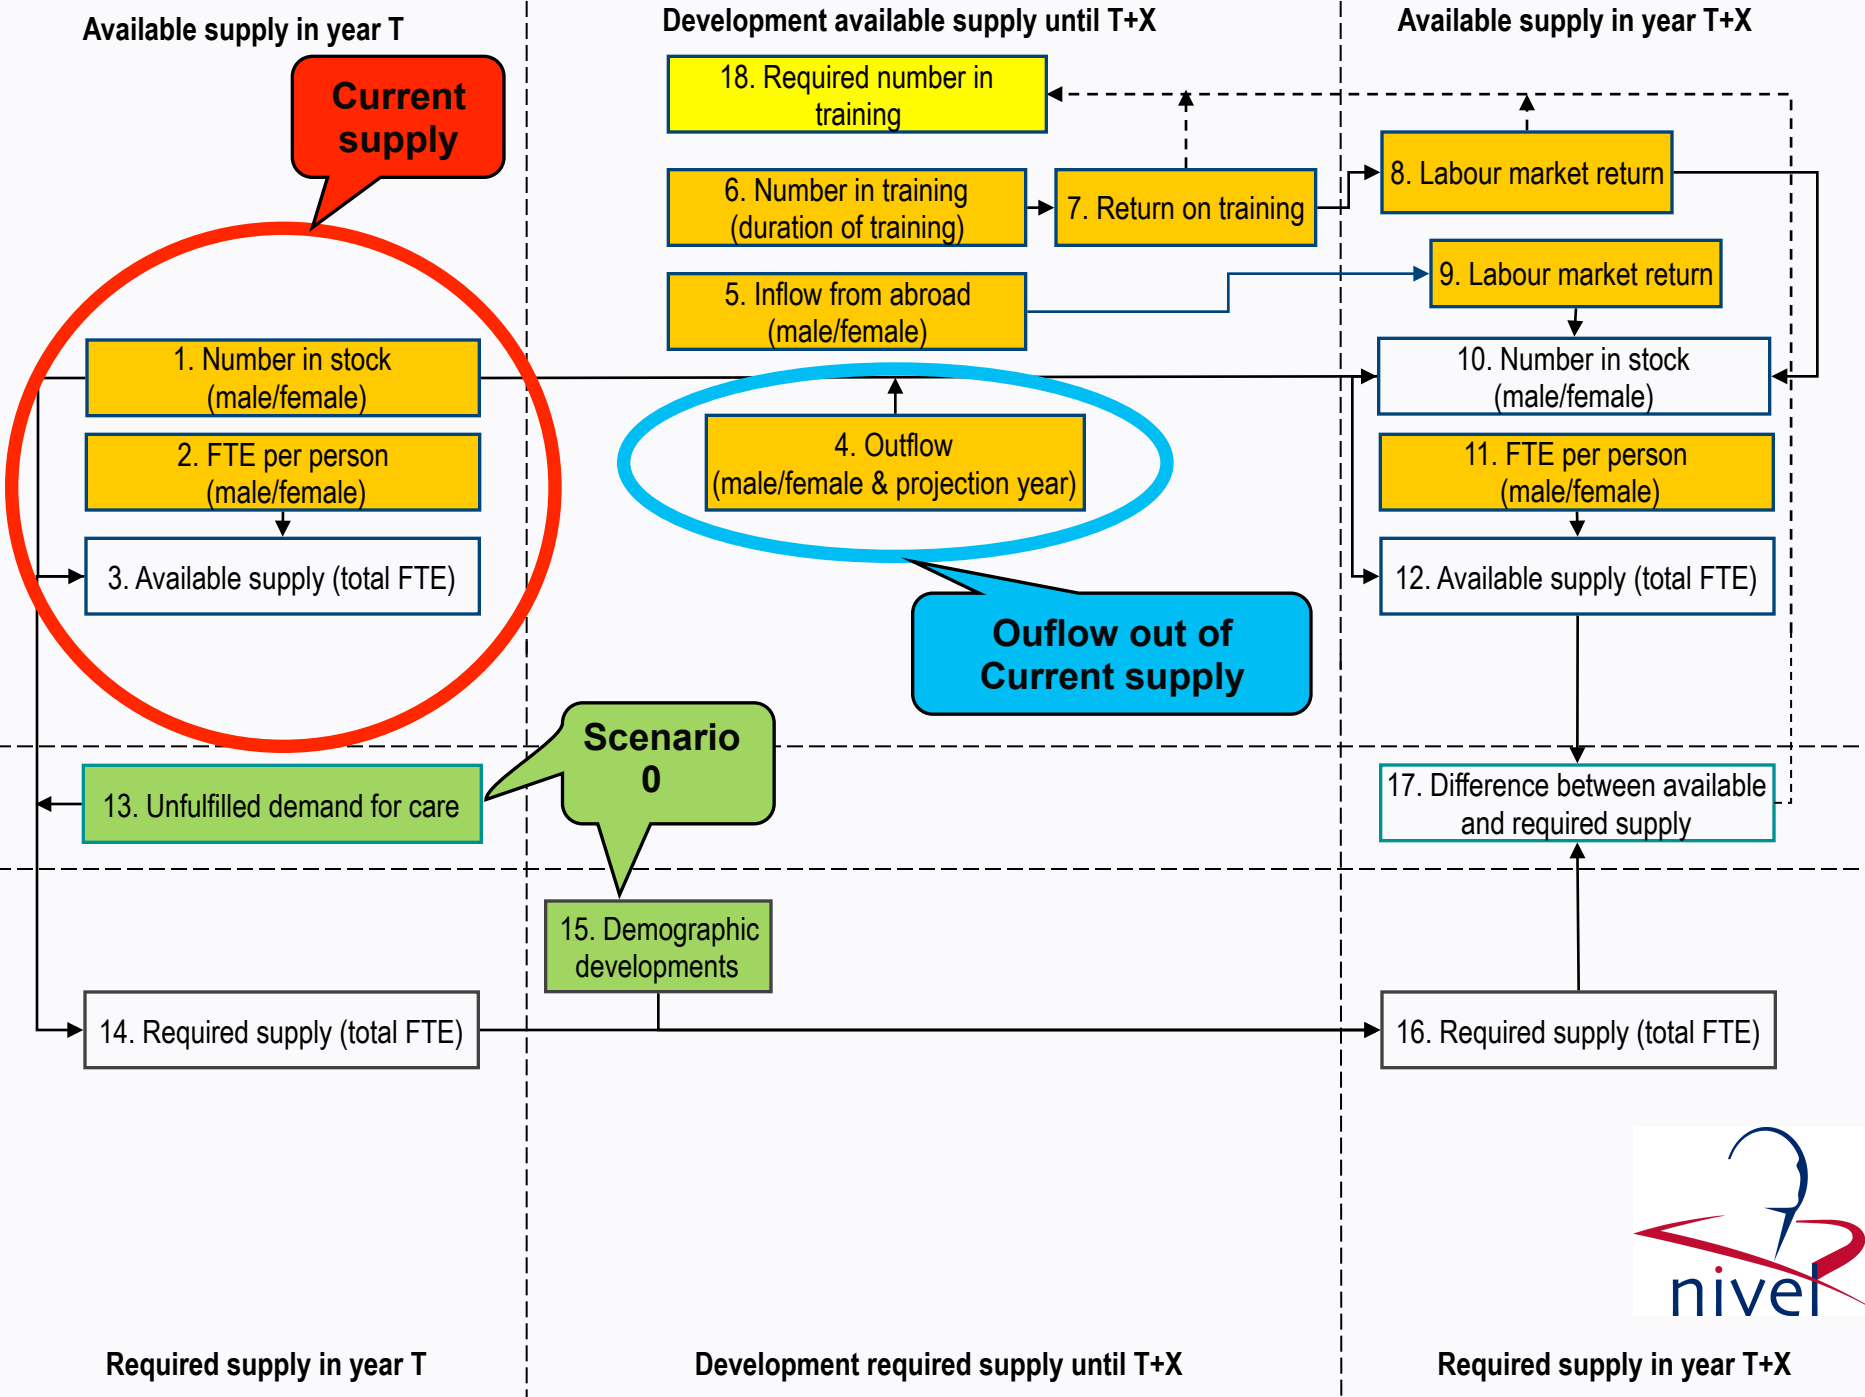 Available supply in year T
Development available supply until T+X
Available supply in year T+X
Current
supply
18. Required number in
training
6. Number in training
(duration of training)
7. Return on training
8. Labour market return
5. Inflow from abroad
(male/female)
9. Labour market return
1. Number in stock
(male/female)
10. Number in stock
(male/female)
2. FTE per person
(male/female)
4. Outflow
(male/female & projection year)
11. FTE per person
(male/female)
3. Available supply (total FTE)
12. Available supply (total FTE)
Ouflow out of
Current supply
Scenario
0
13. Unfulfilled demand for care
17. Difference between available
and required supply
15. Demographic
developments
14. Required supply (total FTE)
16. Required supply (total FTE)
nivel
Required supply in year T
Development required supply until T+X
Required supply in year T+X